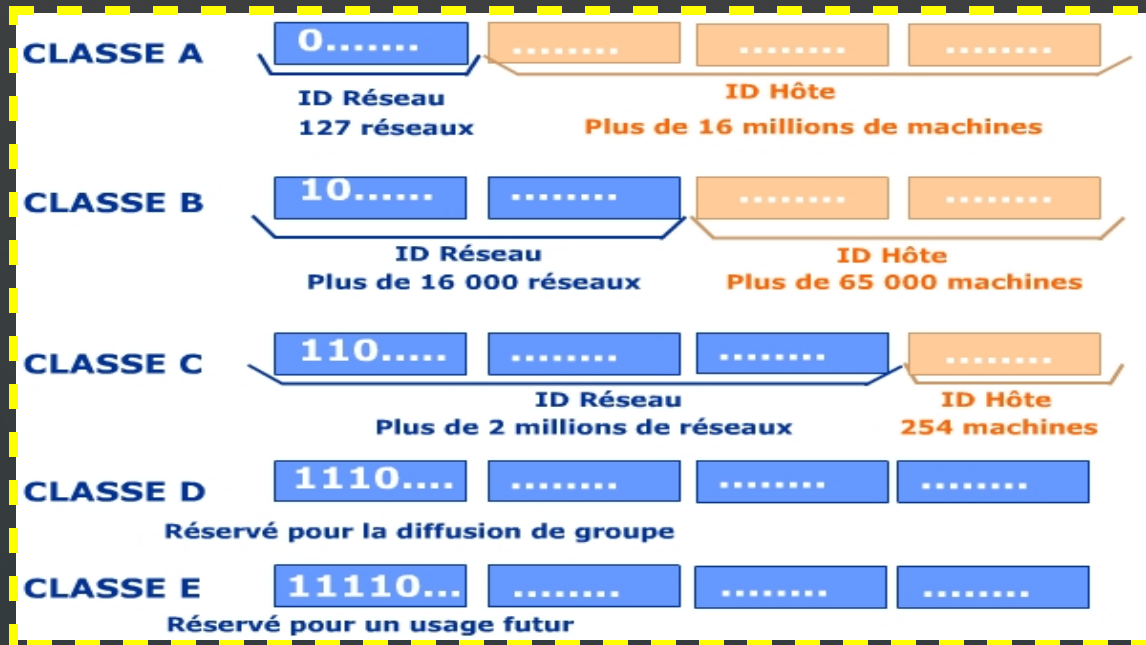 CLASSE A 0....... ........ ........ ........
ID Réseau ID Hôte
127 réseaux Plus de 16 millions de machines
CLASSE B 10...... ........ ........ ........
ID Réseau ID Hôte
Plus de 16 000 réseaux Plus de 65 000 machines
CLASSE C 110..... ........ ........ ........
ID Réseau ID Hôte
Plus de 2 millions de réseaux 254 machines
CLASSE D 1110.... ........ ........ ........
Réservé pour la diffusion de groupe
CLASSE E 11110... ........ ........ ........
Réservé pour un usage futur